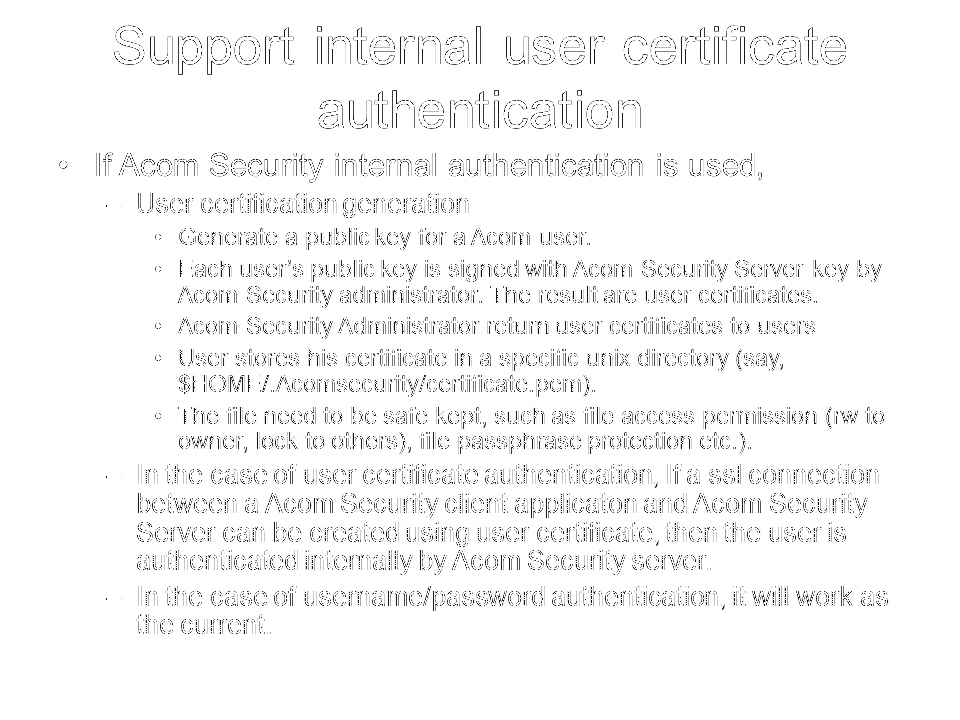 Support internal user certificate
authentication
• If Acom Security internal authentication is used,
– User certification generation
• Generate a public key for a Acom user.
• Each user's public key is signed with Acom Security Server key by
Acom Security administrator. The result are user certificates.
• Acom Security Administrator return user certificates to users
• User stores his certificate in a specific unix directory (say,
$HOME/.Acomsecurity/certificate.pem).
• The file need to be safe kept, such as file access permission (rw to
owner, lock to others), file passphrase protection etc.).
– In the case of user certificate authentication, If a ssl connection
between a Acom Security client applicaton and Acom Security
Server can be created using user certificate, then the user is
authenticated internally by Acom Security server.
– In the case of username/password authentication, it will work as
the current.